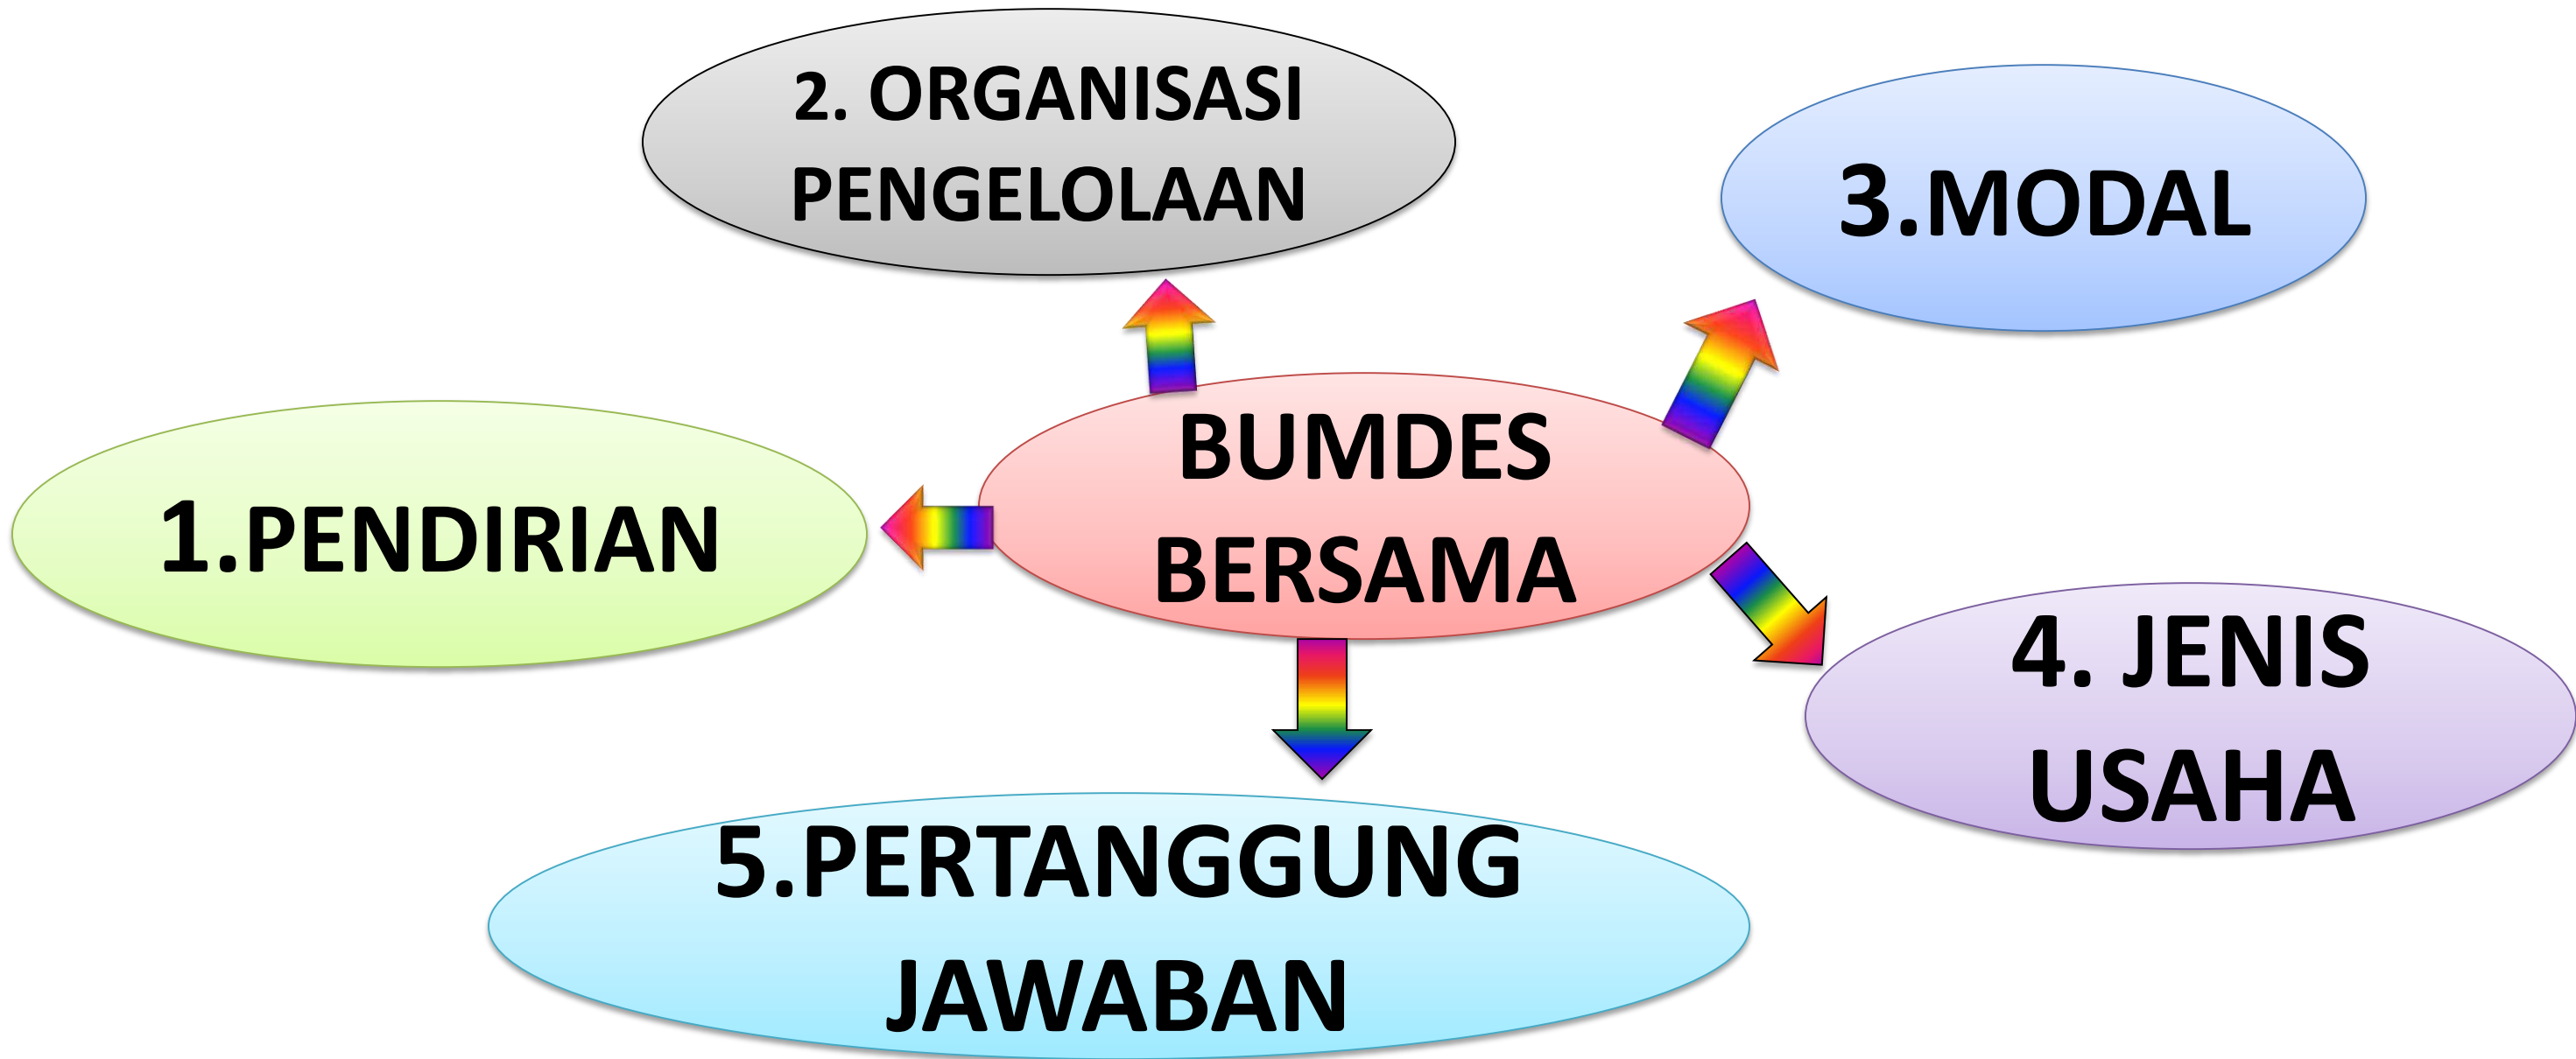 2. ORGANISASI
PENGELOLAAN
3.MODAL
BUMDES
BERSAMA
1.PENDIRIAN
4. JENIS
USAHA
5.PERTANGGUNG
JAWABAN